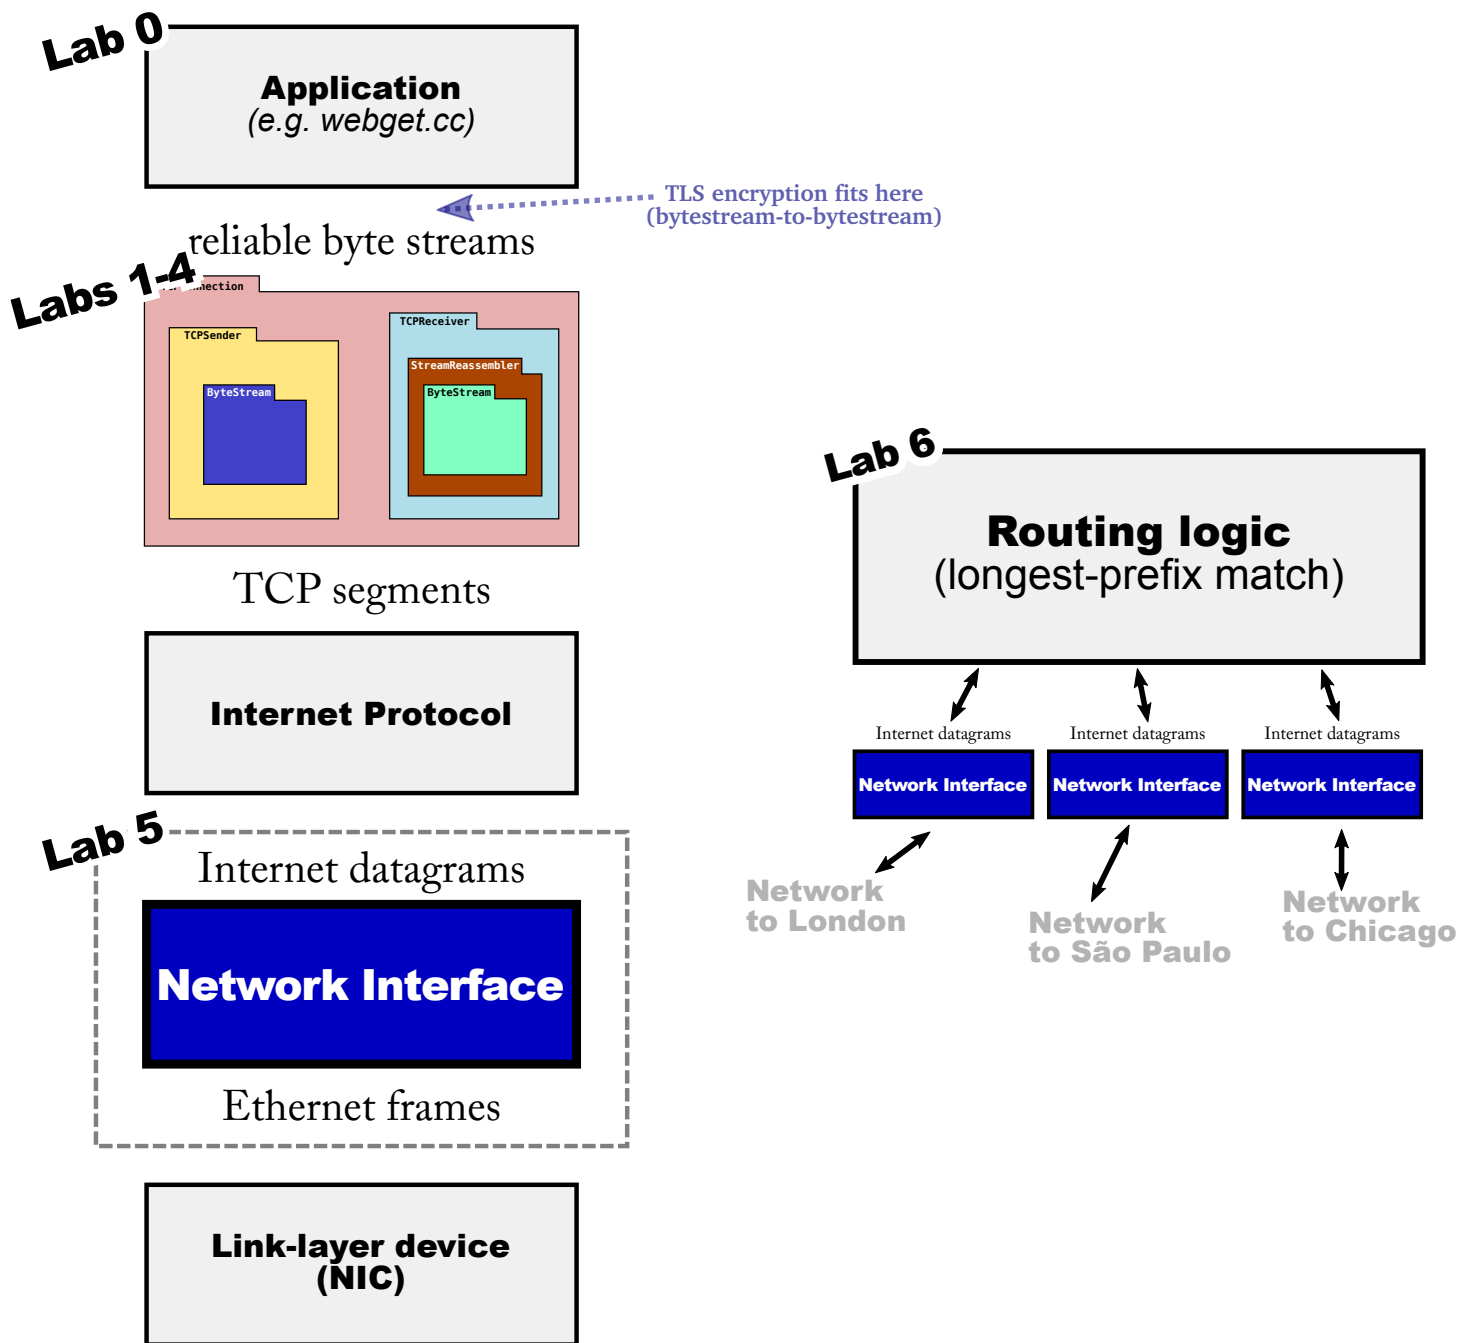 Lab 0
Application
(e.g. webget.cc)
TLS encryption fits here
(bytestream-to-bytestream)
reliable byte streams
Labs 1-4
TCPSender
ByteStream
TCPReceiver
StreamReassembler
ByteStream
TCP segments
Internet Protocol
Lab 5
Internet datagrams
Network Interface
Ethernet frames
Link-layer device
(NIC)
Lab 6
Routing logic
(longest-prefix match)
Internet datagrams
Internet datagrams
Internet datagrams
Network Interface
Network Interface
Network Interface
Network
to London
Network
to São Paulo
Network
to Chicago